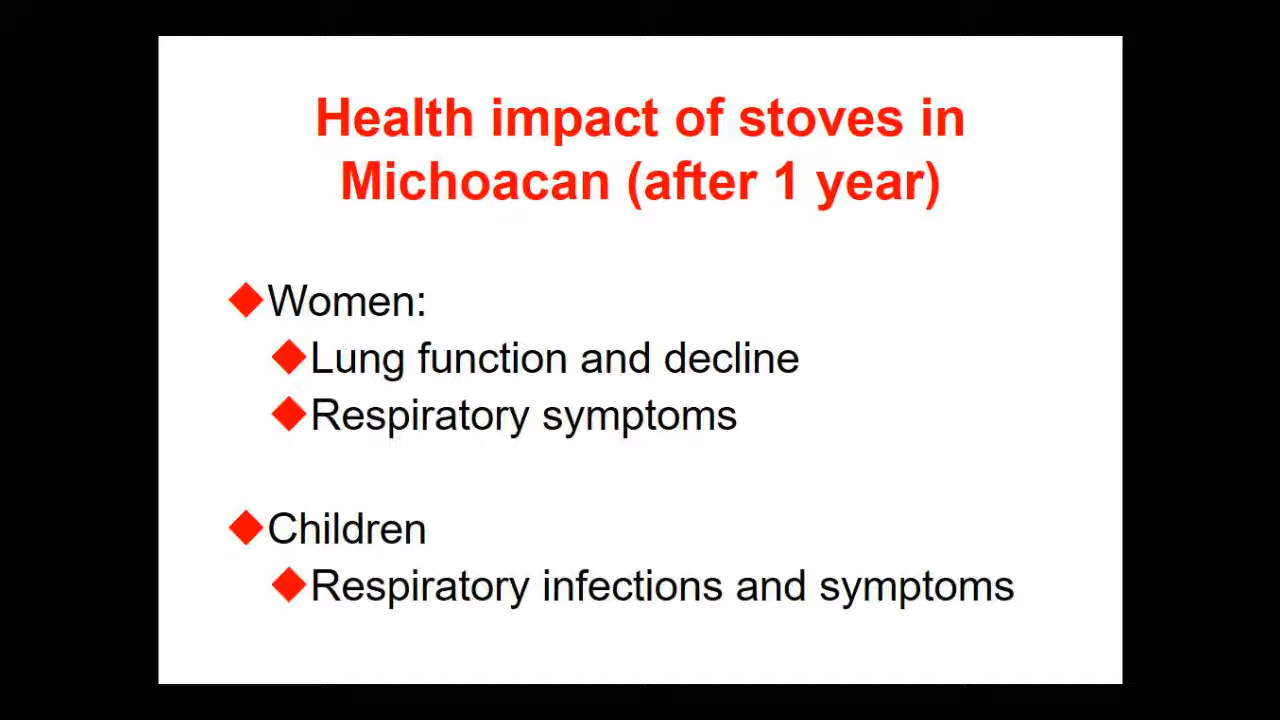 Health impact of stoves in
Michoacan (after 1 year)
Women:
Lung function and decline
Respiratory symptoms
Children
Respiratory infections and symptoms